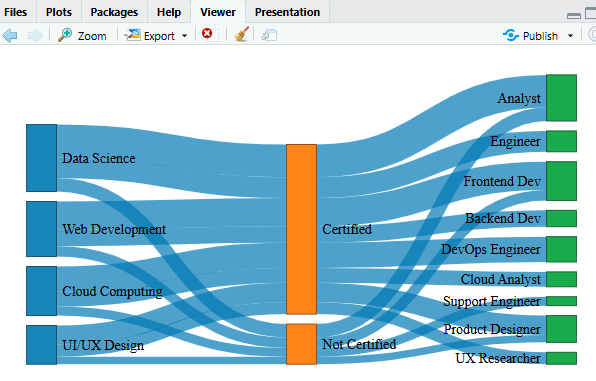 Files Plots Packages Help Viewer Presentation
Zoom Export Publish
Analyst
Engineer
Data Science
Frontend Dev
Backend Dev
Web Development
Certified
DevOps Engineer
Cloud Analyst
Cloud Computing
Support Engineer
Product Designer
UI/UX Design
Not Certified
UX Researcher